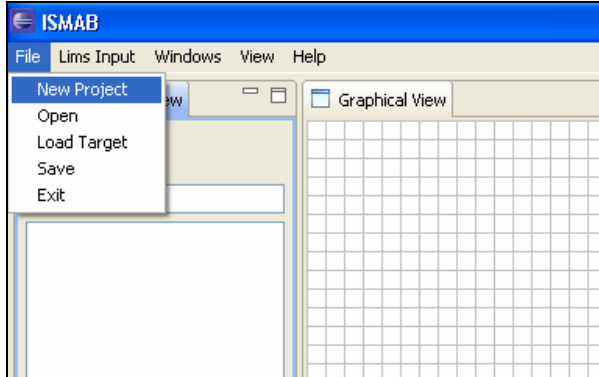 ISMAB
File Lims Input Windows View Help
New Project
Open
Load Target
Save
Exit
Graphical View